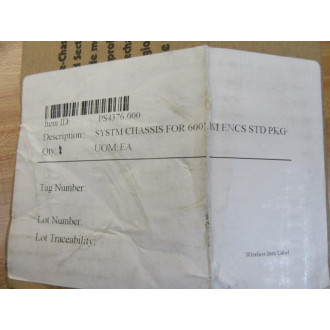 Item ID: PS4376.000
Description: SYSTM CHASSIS FOR 600 M ENCS STD PKG
Qty: UOM:EA
Tag Number:
Lot Number:
Lot Traceability:
Wireless Item Label